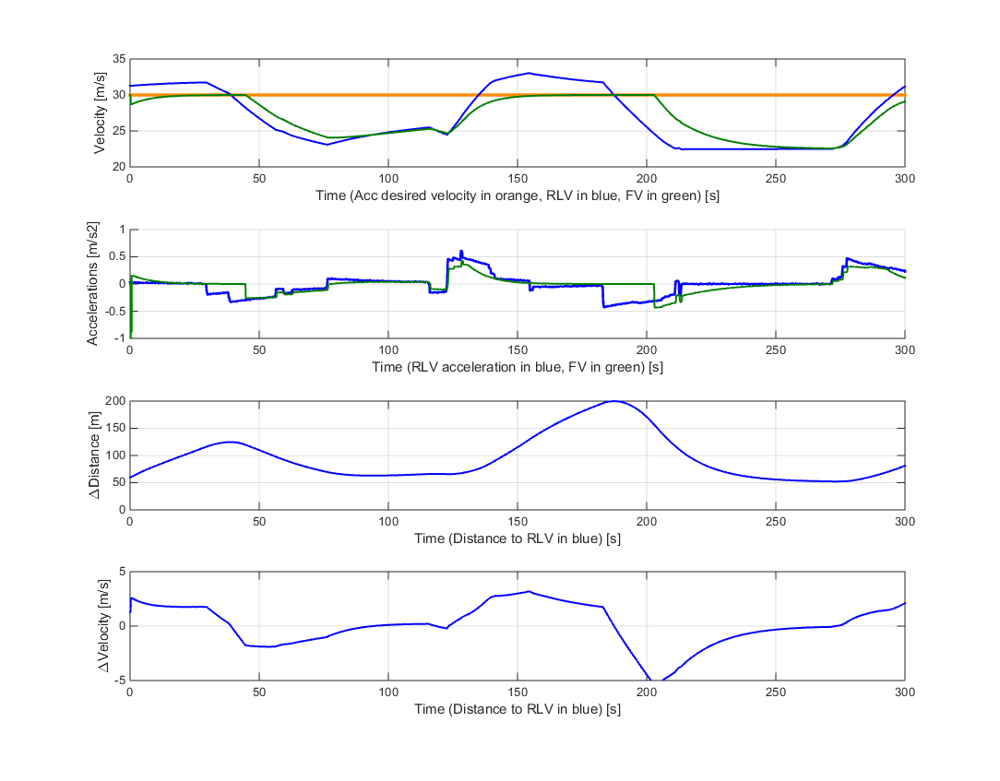 35
30
25
20
Velocity [m/s]
0 50 100 150 200 250 300
Time (Acc desired velocity in orange, RLV in blue, FV in green) [s]
1
0.5
0
-0.5
-1
Accelerations [m/s2]
0 50 100 150 200 250 300
Time (RLV acceleration in blue, FV in green) [s]
200
150
100
50
0
ΔDistance [m]
0 50 100 150 200 250 300
Time (Distance to RLV in blue) [s]
5
0
-5
ΔVelocity [m/s]
0 50 100 150 200 250 300
Time (Distance to RLV in blue) [s]